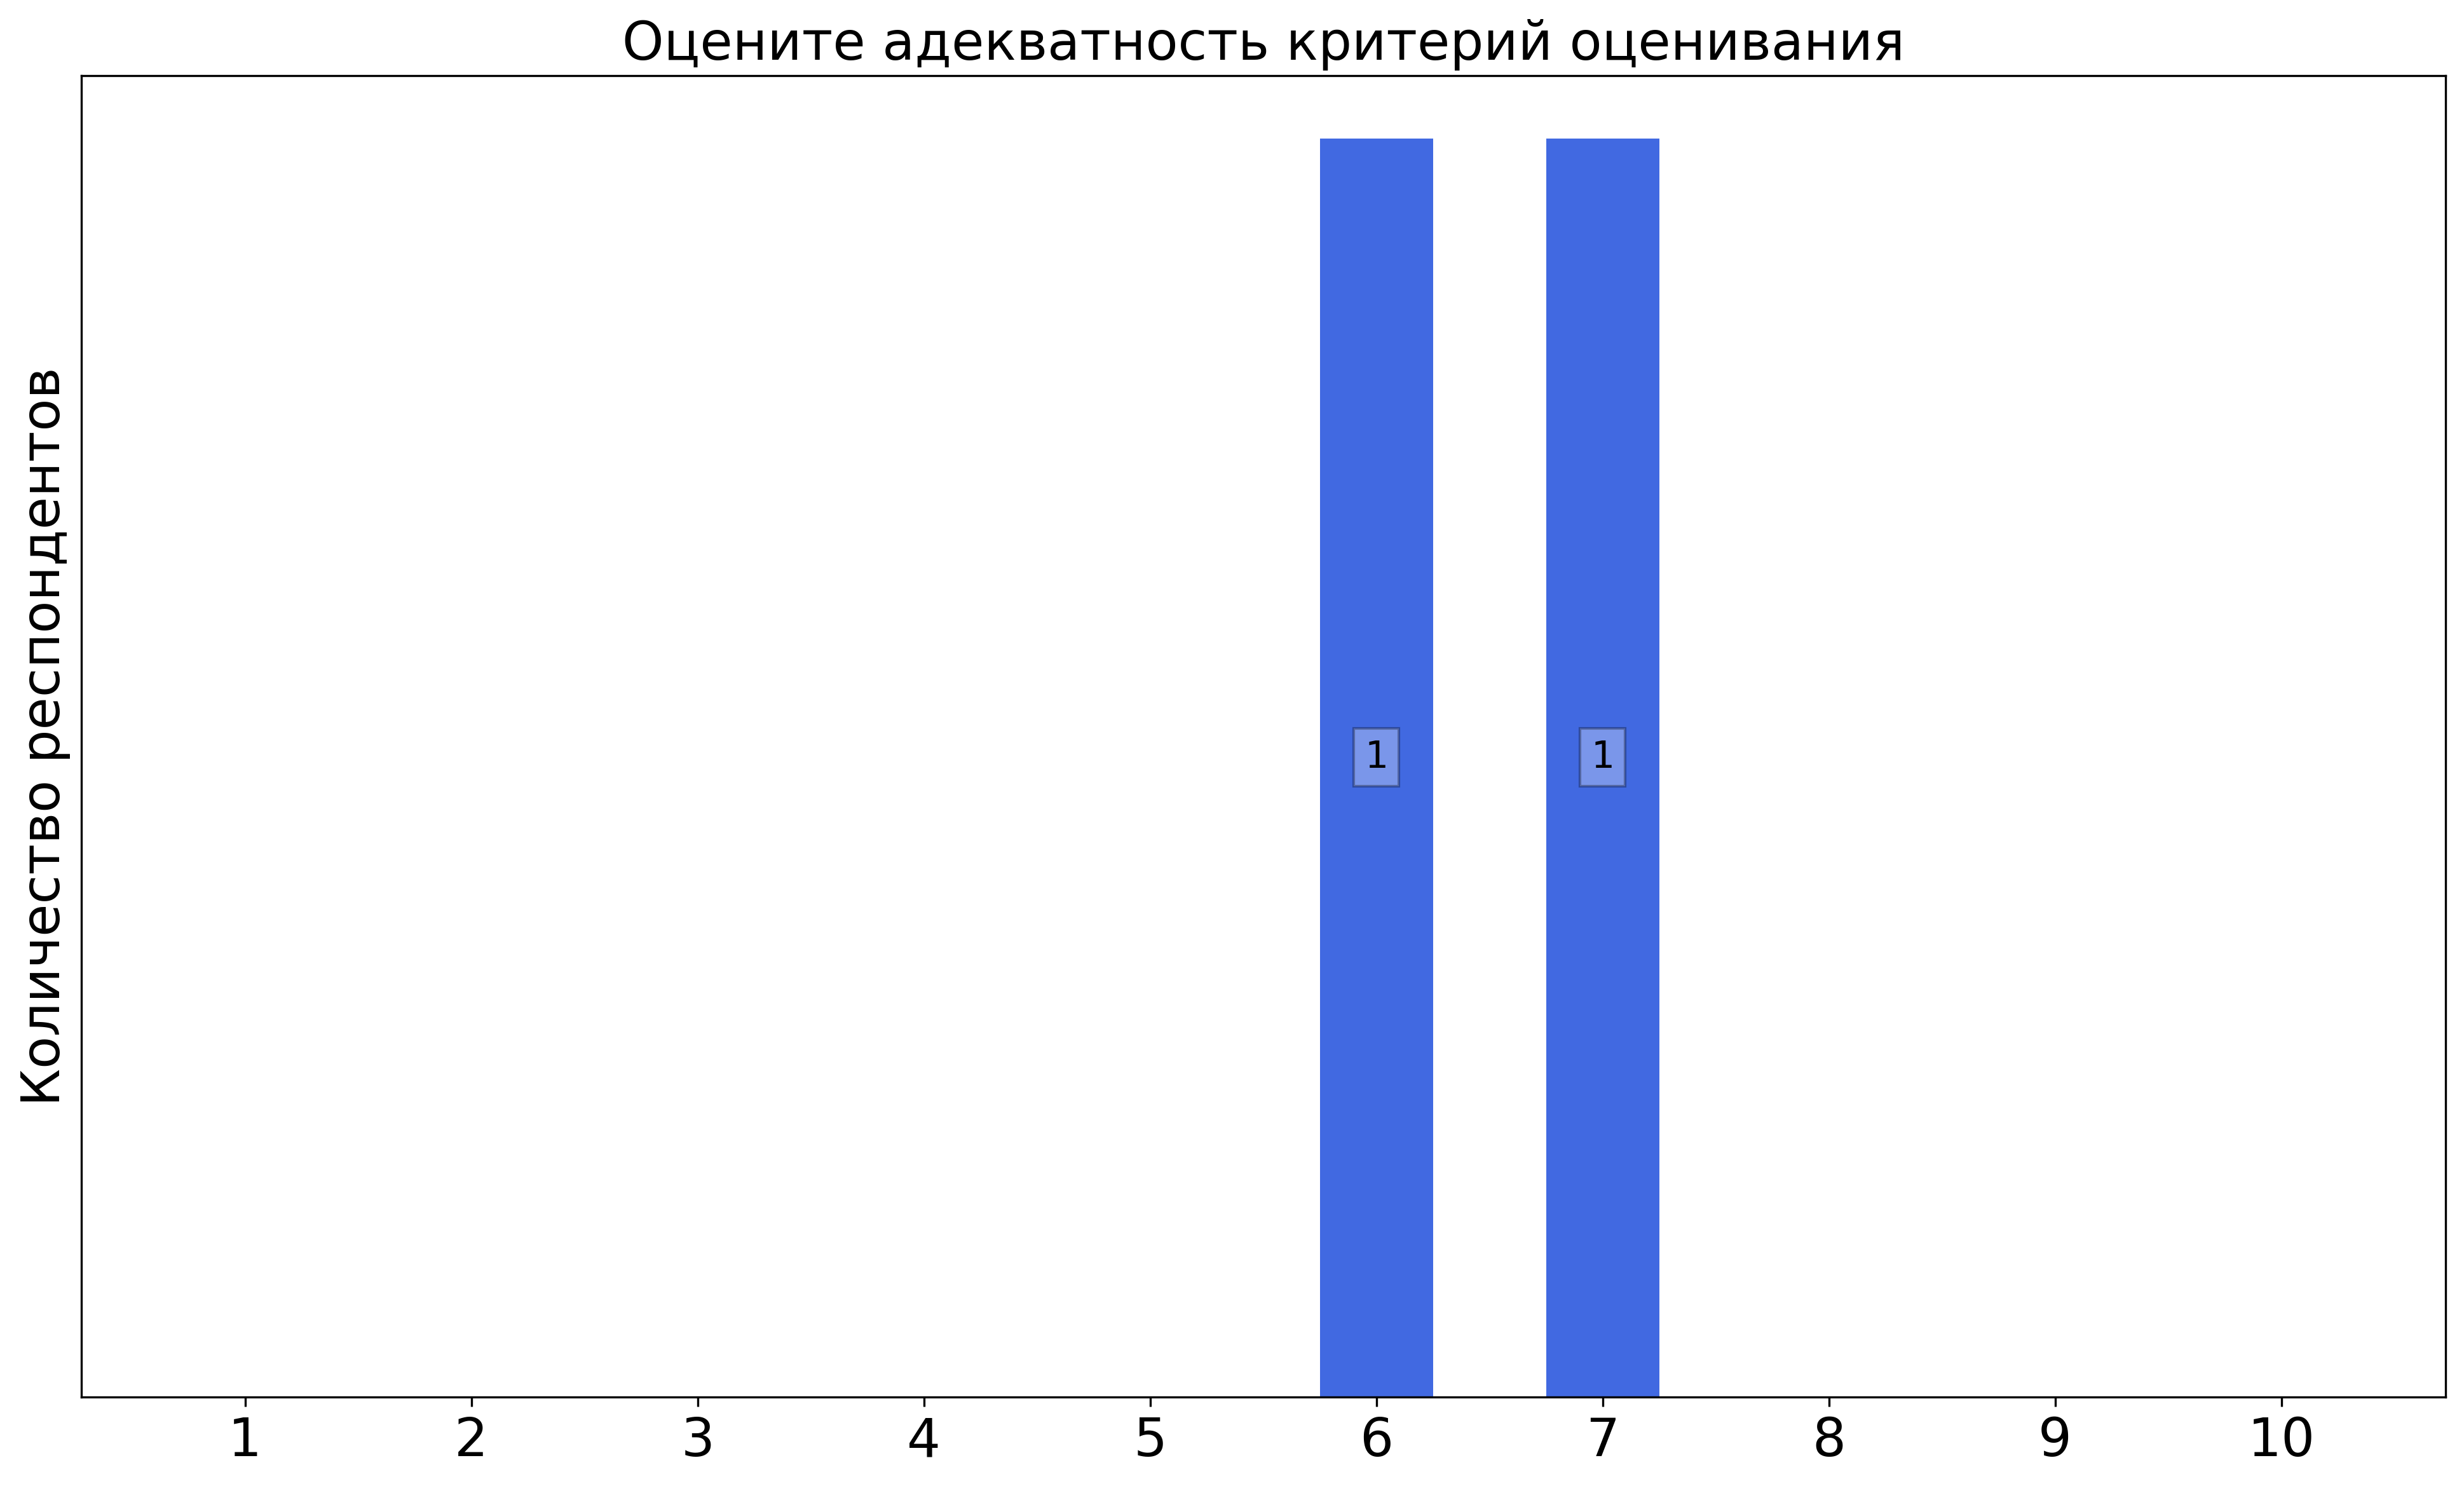 Оцените адекватность критерий оценивания
Количество респондентов
1 1
1 2 3 4 5 6 7 8 9 10